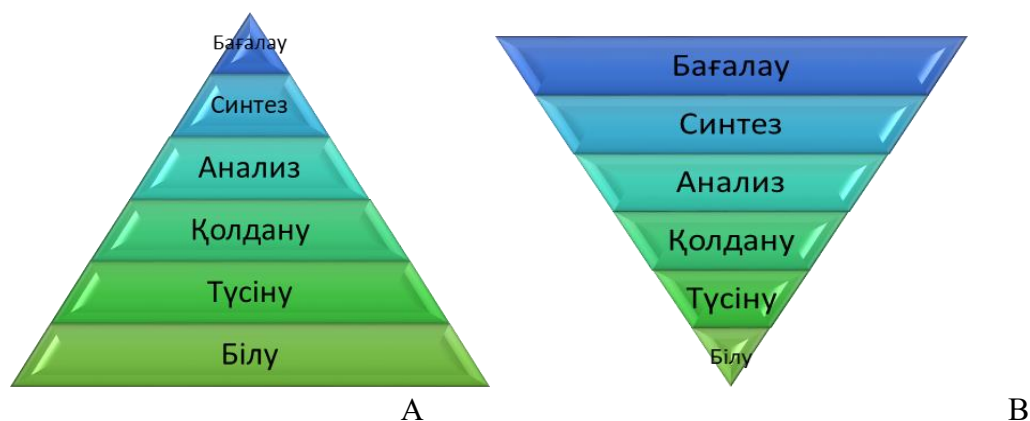 Бағалау
Синтез
Анализ
Қолдану
Түсіну
Білу
A
Бағалау
Синтез
Анализ
Қолдану
Түсіну
Білу
B